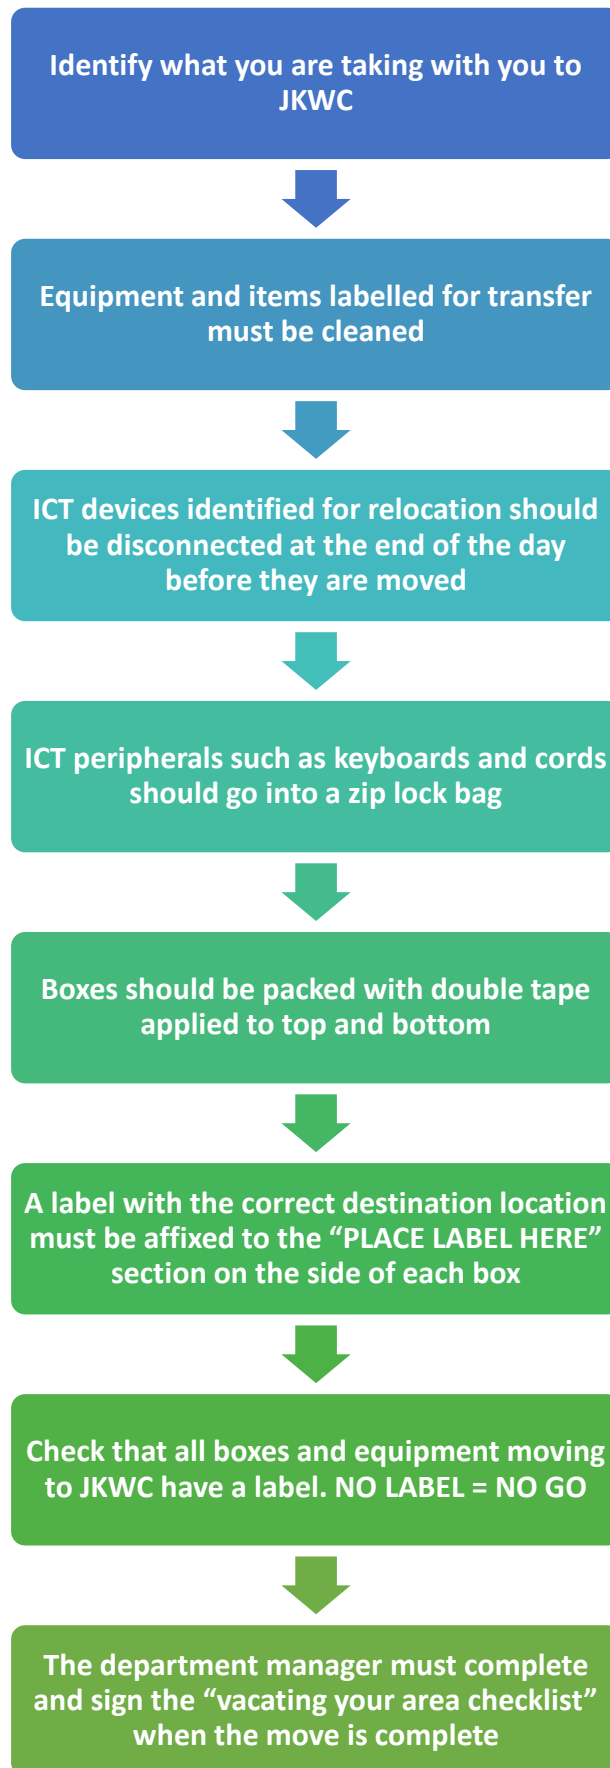 Identify what you are taking with you to
JKWC
Equipment and items labelled for transfer
must be cleaned
ICT devices identified for relocation should
be disconnected at the end of the day
before they are moved
ICT peripherals such as keyboards and cords
should go into a zip lock bag
Boxes should be packed with double tape
applied to top and bottom
A label with the correct destination location
must be affixed to the “PLACE LABEL HERE”
section on the side of each box
Check that all boxes and equipment moving
to JKWC have a label. NO LABEL = NO GO
The department manager must complete
and sign the “vacating your area checklist”
when the move is complete